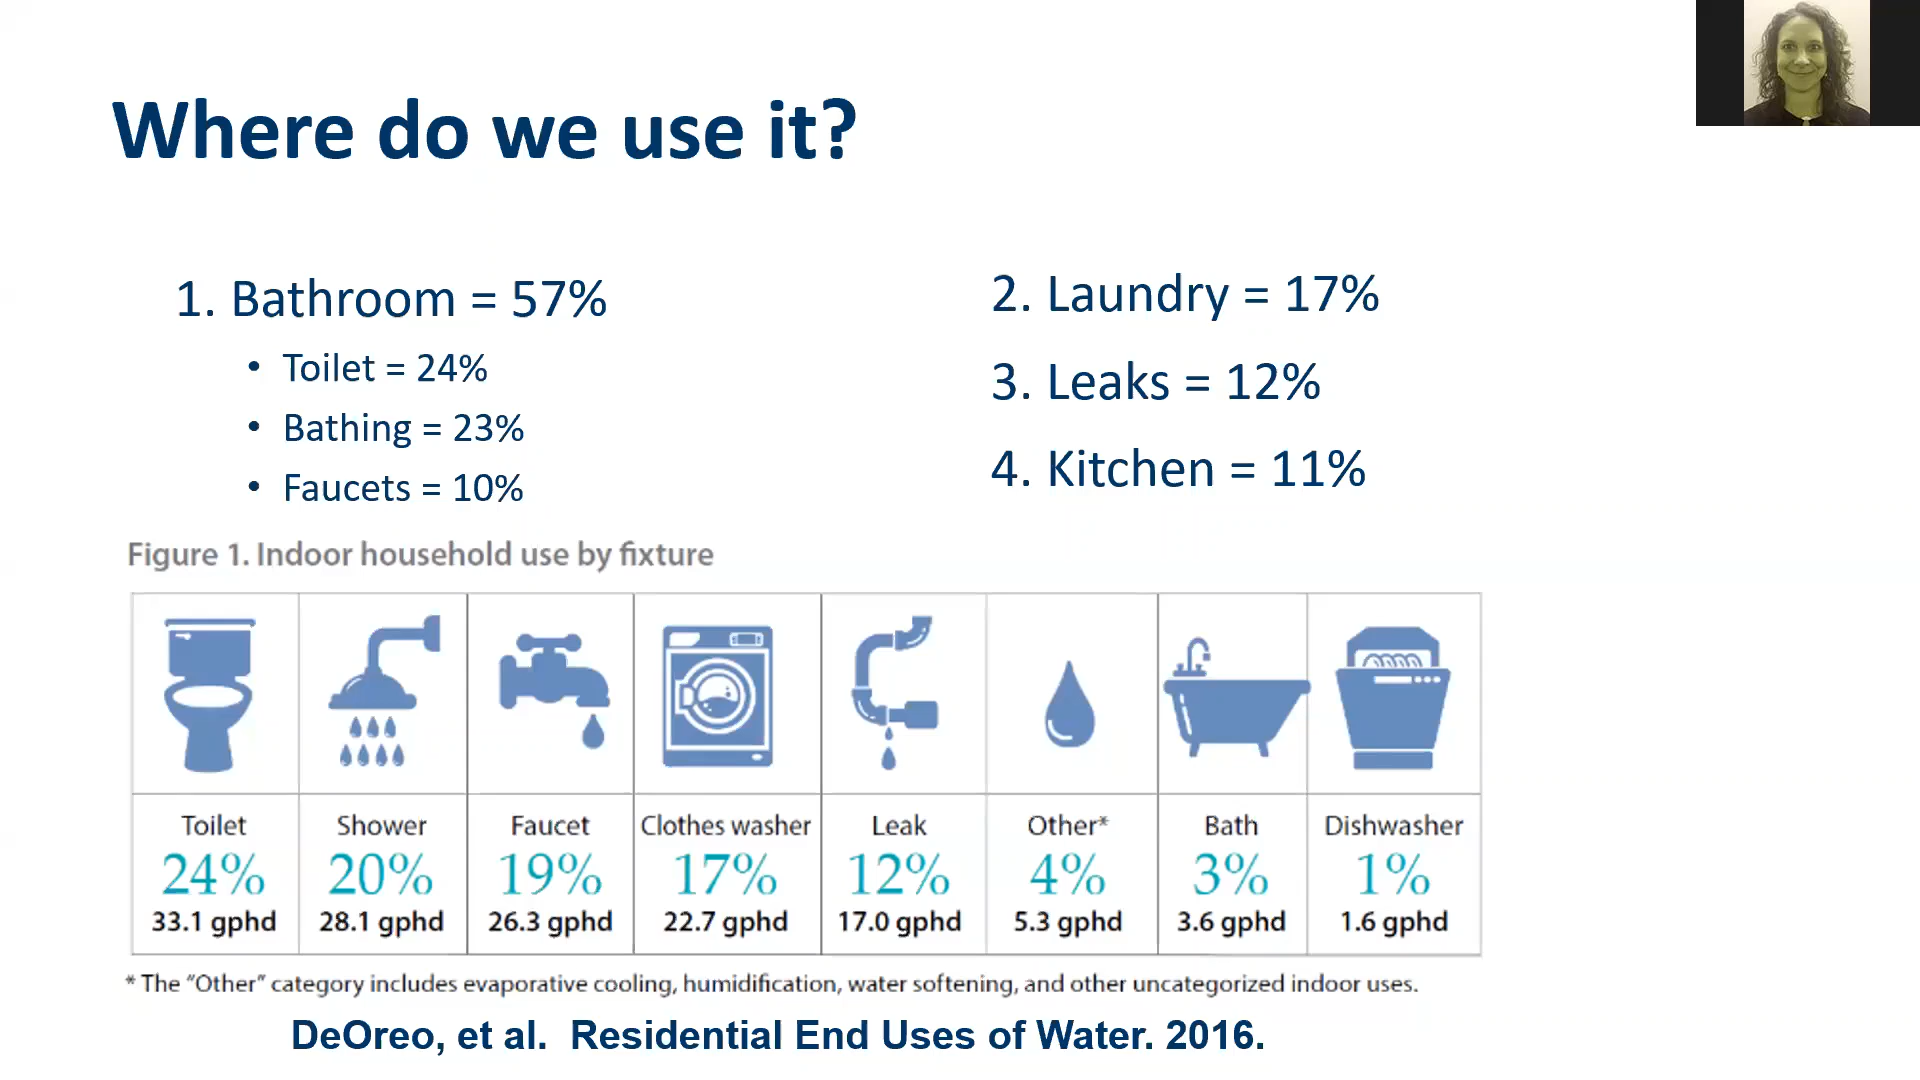 Where do we use it?
1. Bathroom = 57%
• Toilet = 24%
• Bathing = 23%
• Faucets = 10%
2. Laundry = 17%
3. Leaks = 12%
4. Kitchen = 11%
Figure 1. Indoor household use by fixture
Toilet Shower Faucet Clothes washer Leak Other* Bath Dishwasher
24% 20% 19% 17% 12% 4% 3% 1%
33.1 gphd 28.1 gphd 26.3 gphd 22.7 gphd 17.0 gphd 5.3 gphd 3.6 gphd 1.6 gphd
* The “Other” category includes evaporative cooling, humidification, water softening, and other uncategorized indoor uses.
DeOreo, et al. Residential End Uses of Water. 2016.